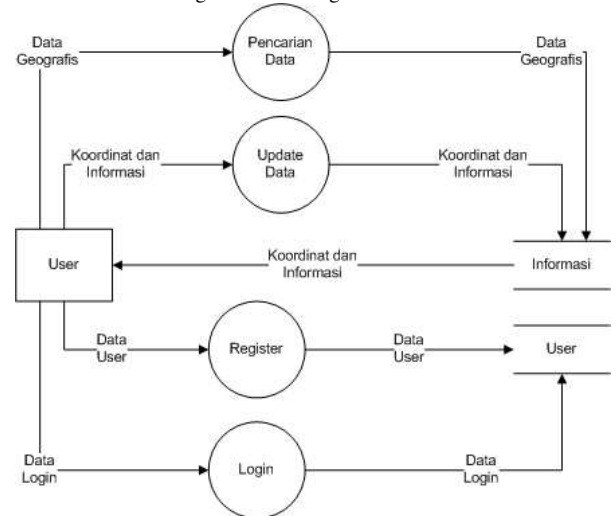 Data
Geografis
Pencarian
Data
Data
Geografis
Koordinat dan
Informasi
Update
Data
Koordinat dan
Informasi
User
Koordinat dan
Informasi
Informasi
Data
User
Register
Data
User
User
Data
Login
Login
Data
Login